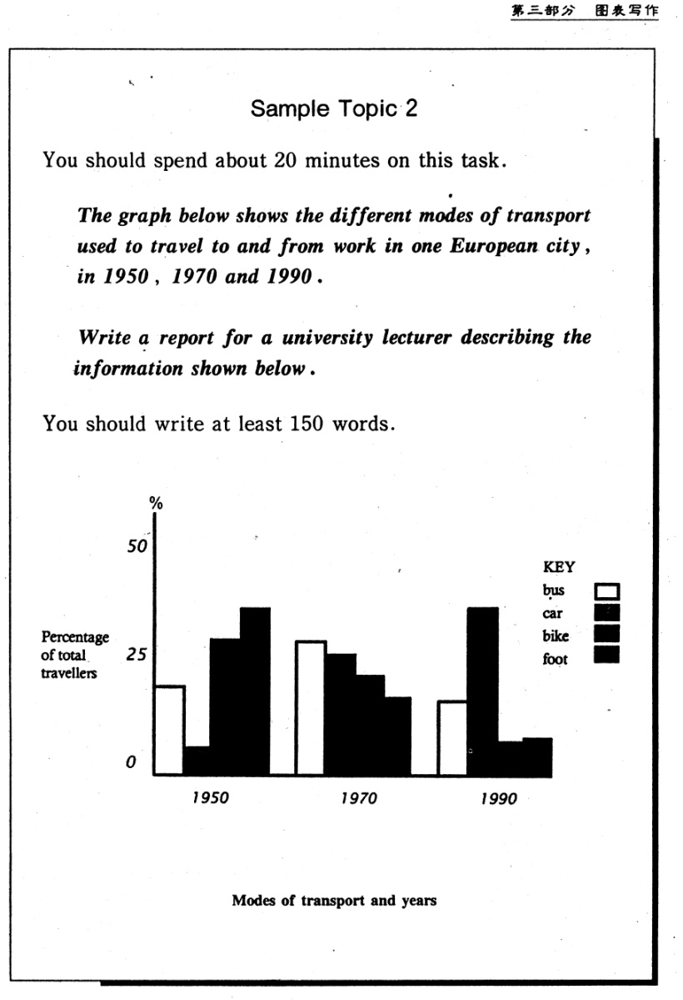 第三部分 图表写作
Sample Topic 2
You should spend about 20 minutes on this task.
The graph below shows the different modes of transport
used to travel to and from work in one European city,
in 1950, 1970 and 1990.
Write a report for a university lecturer describing the
information shown below.
You should write at least 150 words.
%
50
25
0
Percentage
of total
travellers
KEY
bus
car
bike
foot
1950
1970
1990
Modes of transport and years